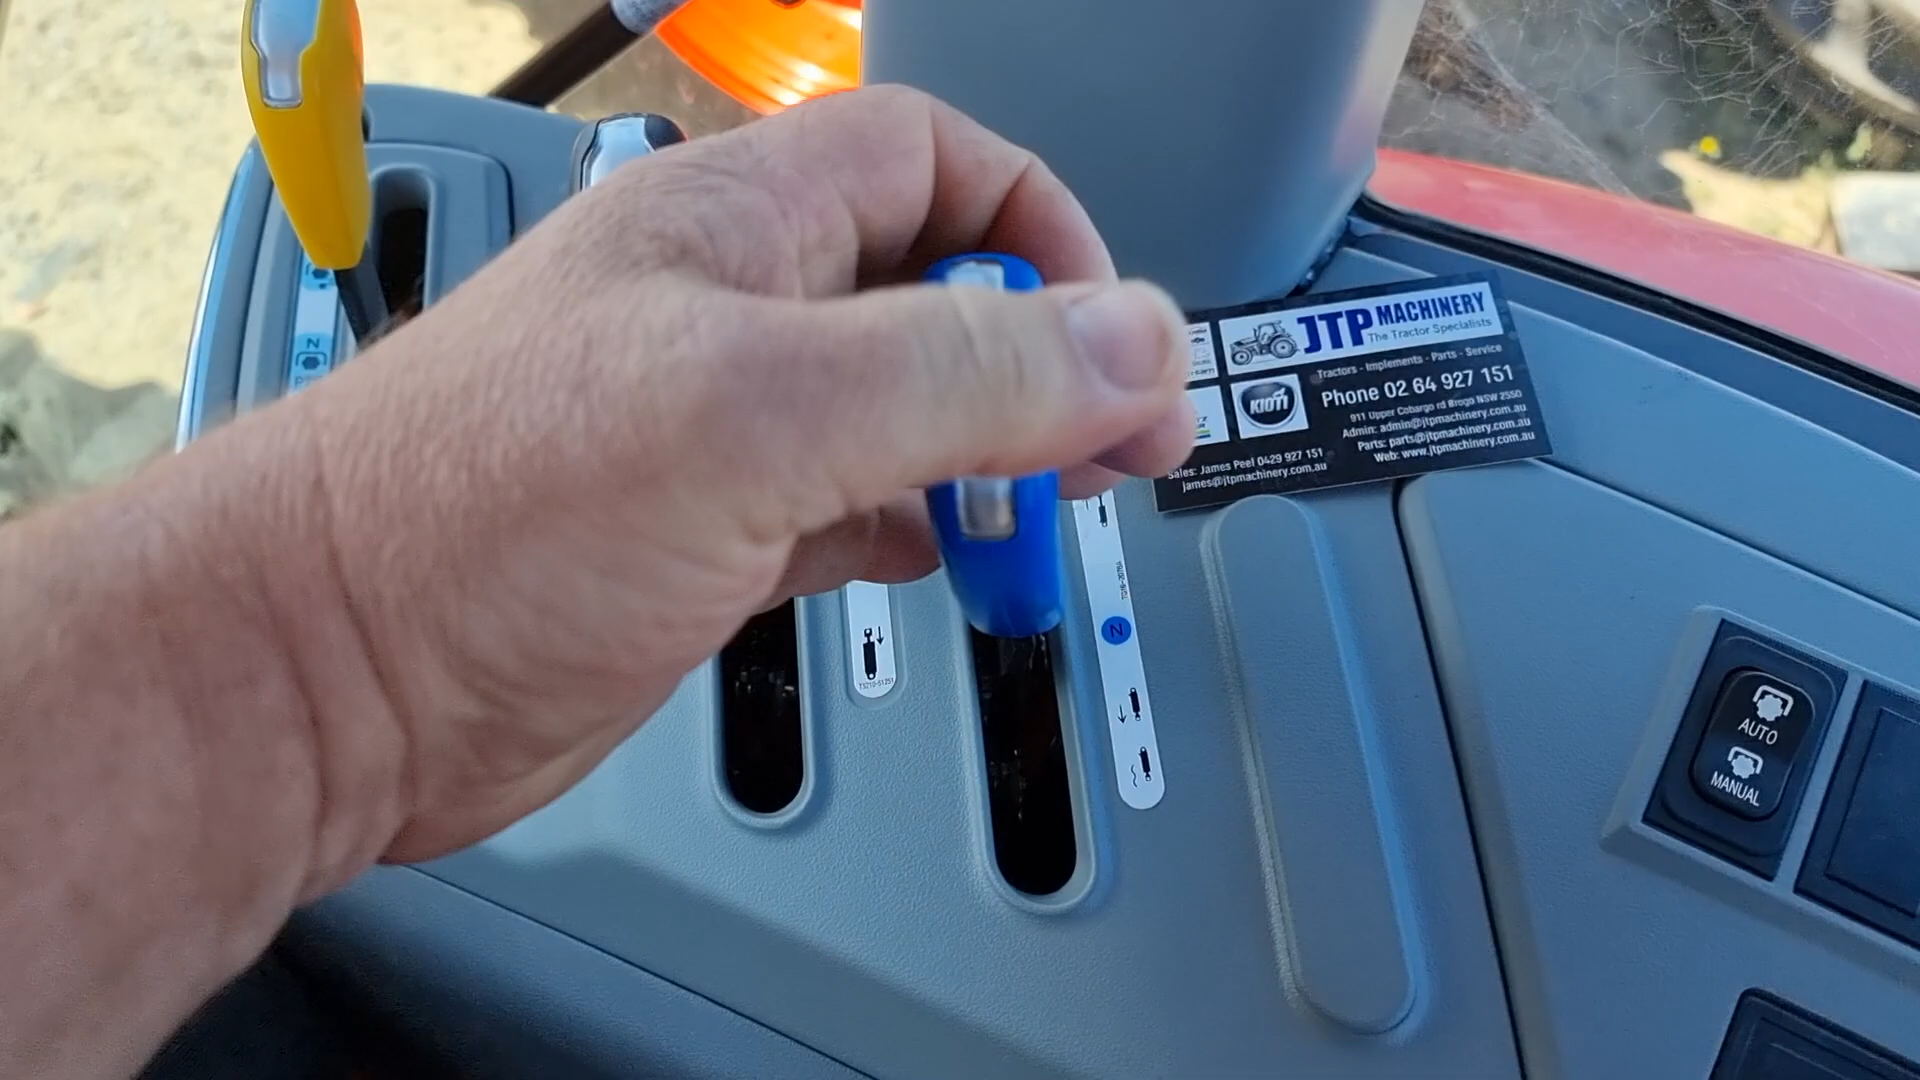 JTP MACHINERY
The Tractor Specialists
Tractors - Implements - Parts - Service
KIOTI
Phone 02 64 927 151
911 Upper Cobargo rd Brogo NSW 2550
Admin: admin@jtpmachinery.com.au
Parts: parts@jtpmachinery.com.au
Web: www.jtpmachinery.com.au
Sales: James Peel 0429 927 151
james@jtpmachinery.com.au
N
N
AUTO
MANUAL